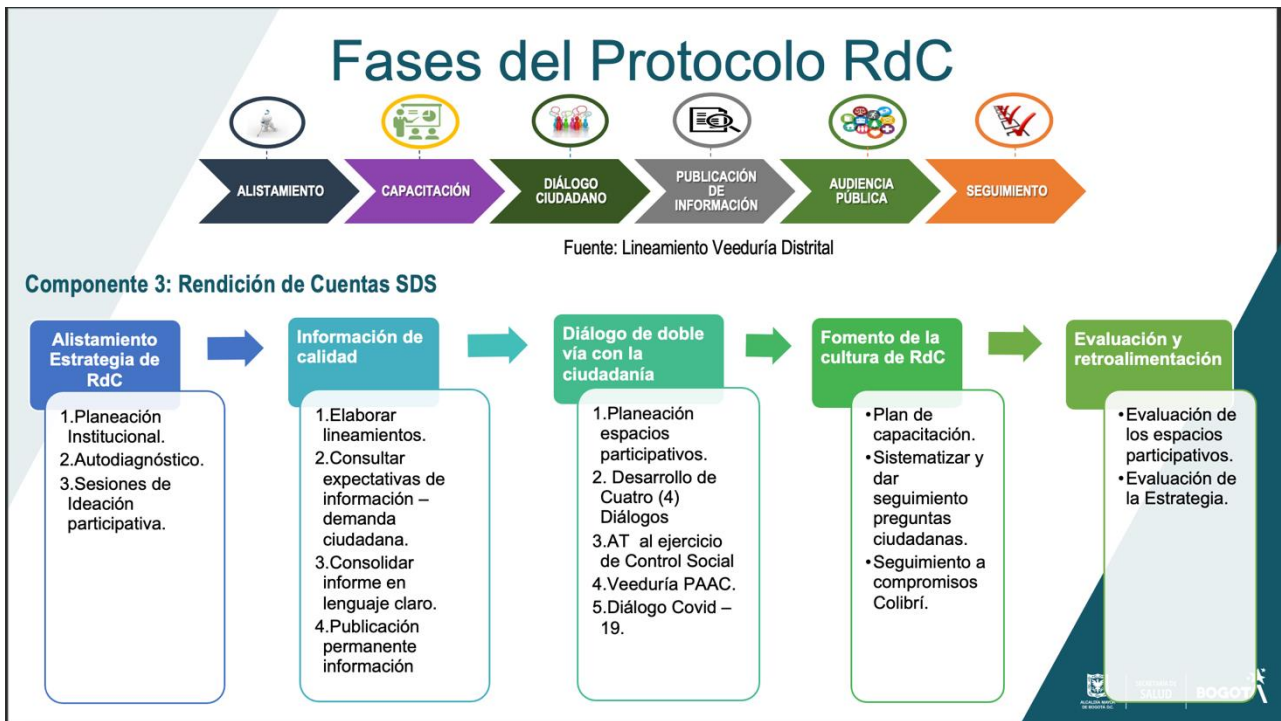 Fases del Protocolo RdC
ALISTAMIENTO
CAPACITACIÓN
DIÁLOGO
CIUDADANO
PUBLICACIÓN
DE
INFORMACIÓN
AUDIENCIA
PÚBLICA
SEGUIMIENTO
Fuente: Lineamiento Veeduría Distrital
Componente 3: Rendición de Cuentas SDS
Alistamiento
Estrategia de
RdC
1.Planeación
Institucional.
2.Autodiagnóstico.
3.Sesiones de
Ideación
participativa.
Información de
calidad
1.Elaborar
lineamientos.
2.Consultar
expectativas de
información –
demanda
ciudadana.
3.Consolidar
informe en
lenguaje claro.
4.Publicación
permanente
información
Diálogo de doble
vía con la
ciudadanía
1.Planeación
espacios
participativos.
2. Desarrollo de
Cuatro (4)
Diálogos
3.AT al ejercicio
de Control Social
4.Veeduría PAAC.
5.Diálogo Covid –
19.
Fomento de la
cultura de RdC
•Plan de
capacitación.
•Sistematizar y
dar
seguimiento
preguntas
ciudadanas.
•Seguimiento a
compromisos
Colibrí.
Evaluación y
retroalimentación
•Evaluación de
los espacios
participativos.
•Evaluación de
la Estrategia.
ALCALDÍA MAYOR
DE BOGOTÁ D.C.
SECRETARÍA DE
SALUD
BOGOTÁ